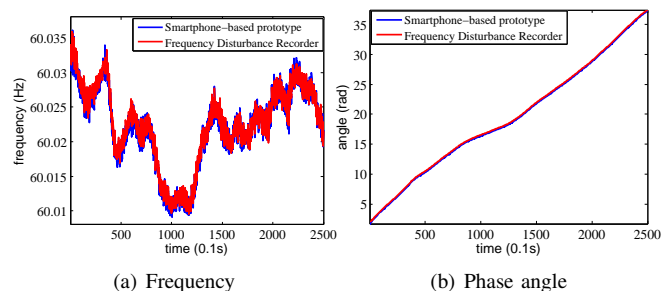 Smartphone-based prototype
Frequency Disturbance Recorder
60.035
60.03
60.025
60.02
60.015
60.01
frequency (Hz)
500 1000 1500 2000 2500
time (0.1s)
(a) Frequency
Smartphone-based prototype
Frequency Disturbance Recorder
35
30
25
20
15
10
5
angle (rad)
500 1000 1500 2000 2500
time (0.1s)
(b) Phase angle